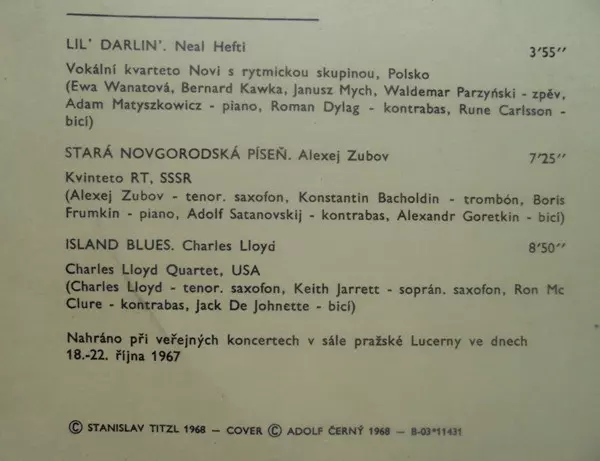 LIL' DARLIN'. Neal Hefti 3'55"
Vokální kvarteto Novi s rytmickou skupinou, Polsko
(Ewa Wanatová, Bernard Kawka, Janusz Mych, Waldemar Parzyński - zpěv,
Adam Matyszkowicz - piano, Roman Dylag - kontrabas, Rune Carlsson -
bicí)
STARÁ NOVGORODSKÁ PÍSEŇ. Alexej Zubov 7'25"
Kvinteto RT, SSSR
(Alexej Zubov - tenor. saxofon, Konstantin Bacholdin - trombón, Boris
Frumkin - piano, Adolf Satanovskij - kontrabas, Alexandr Goretkin - bicí)
ISLAND BLUES. Charles Lloyd 8'50"
Charles Lloyd Quartet, USA
(Charles Lloyd - tenor. saxofon, Keith Jarrett - soprán. saxofon, Ron Mc
Clure - kontrabas, Jack De Johnette - bicí)
Nahráno při veřejných koncertech v sále pražské Lucerny ve dnech
18.-22. října 1967
© STANISLAV TITZL 1968 – COVER © ADOLF ČERNÝ 1968 – B-03*11431